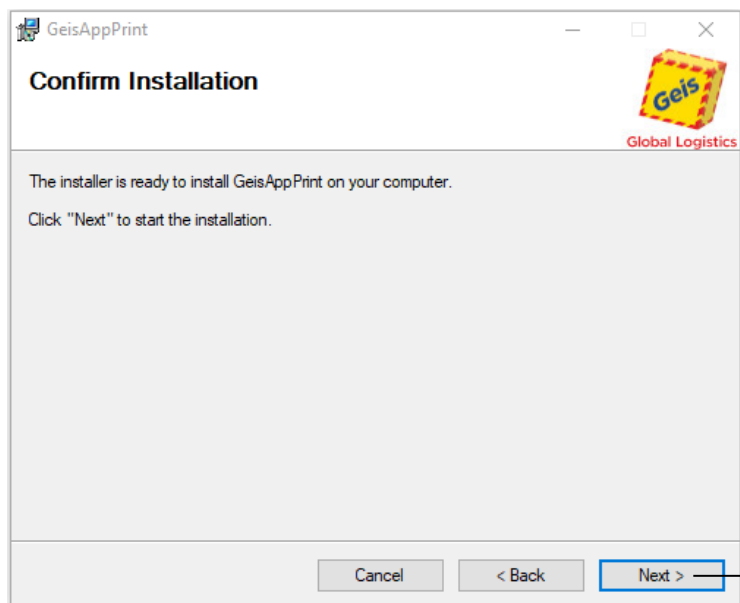 GeisAppPrint
Confirm Installation
Geis
Global Logistics
The installer is ready to install GeisAppPrint on your computer.
Click "Next" to start the installation.
Cancel
< Back
Next >